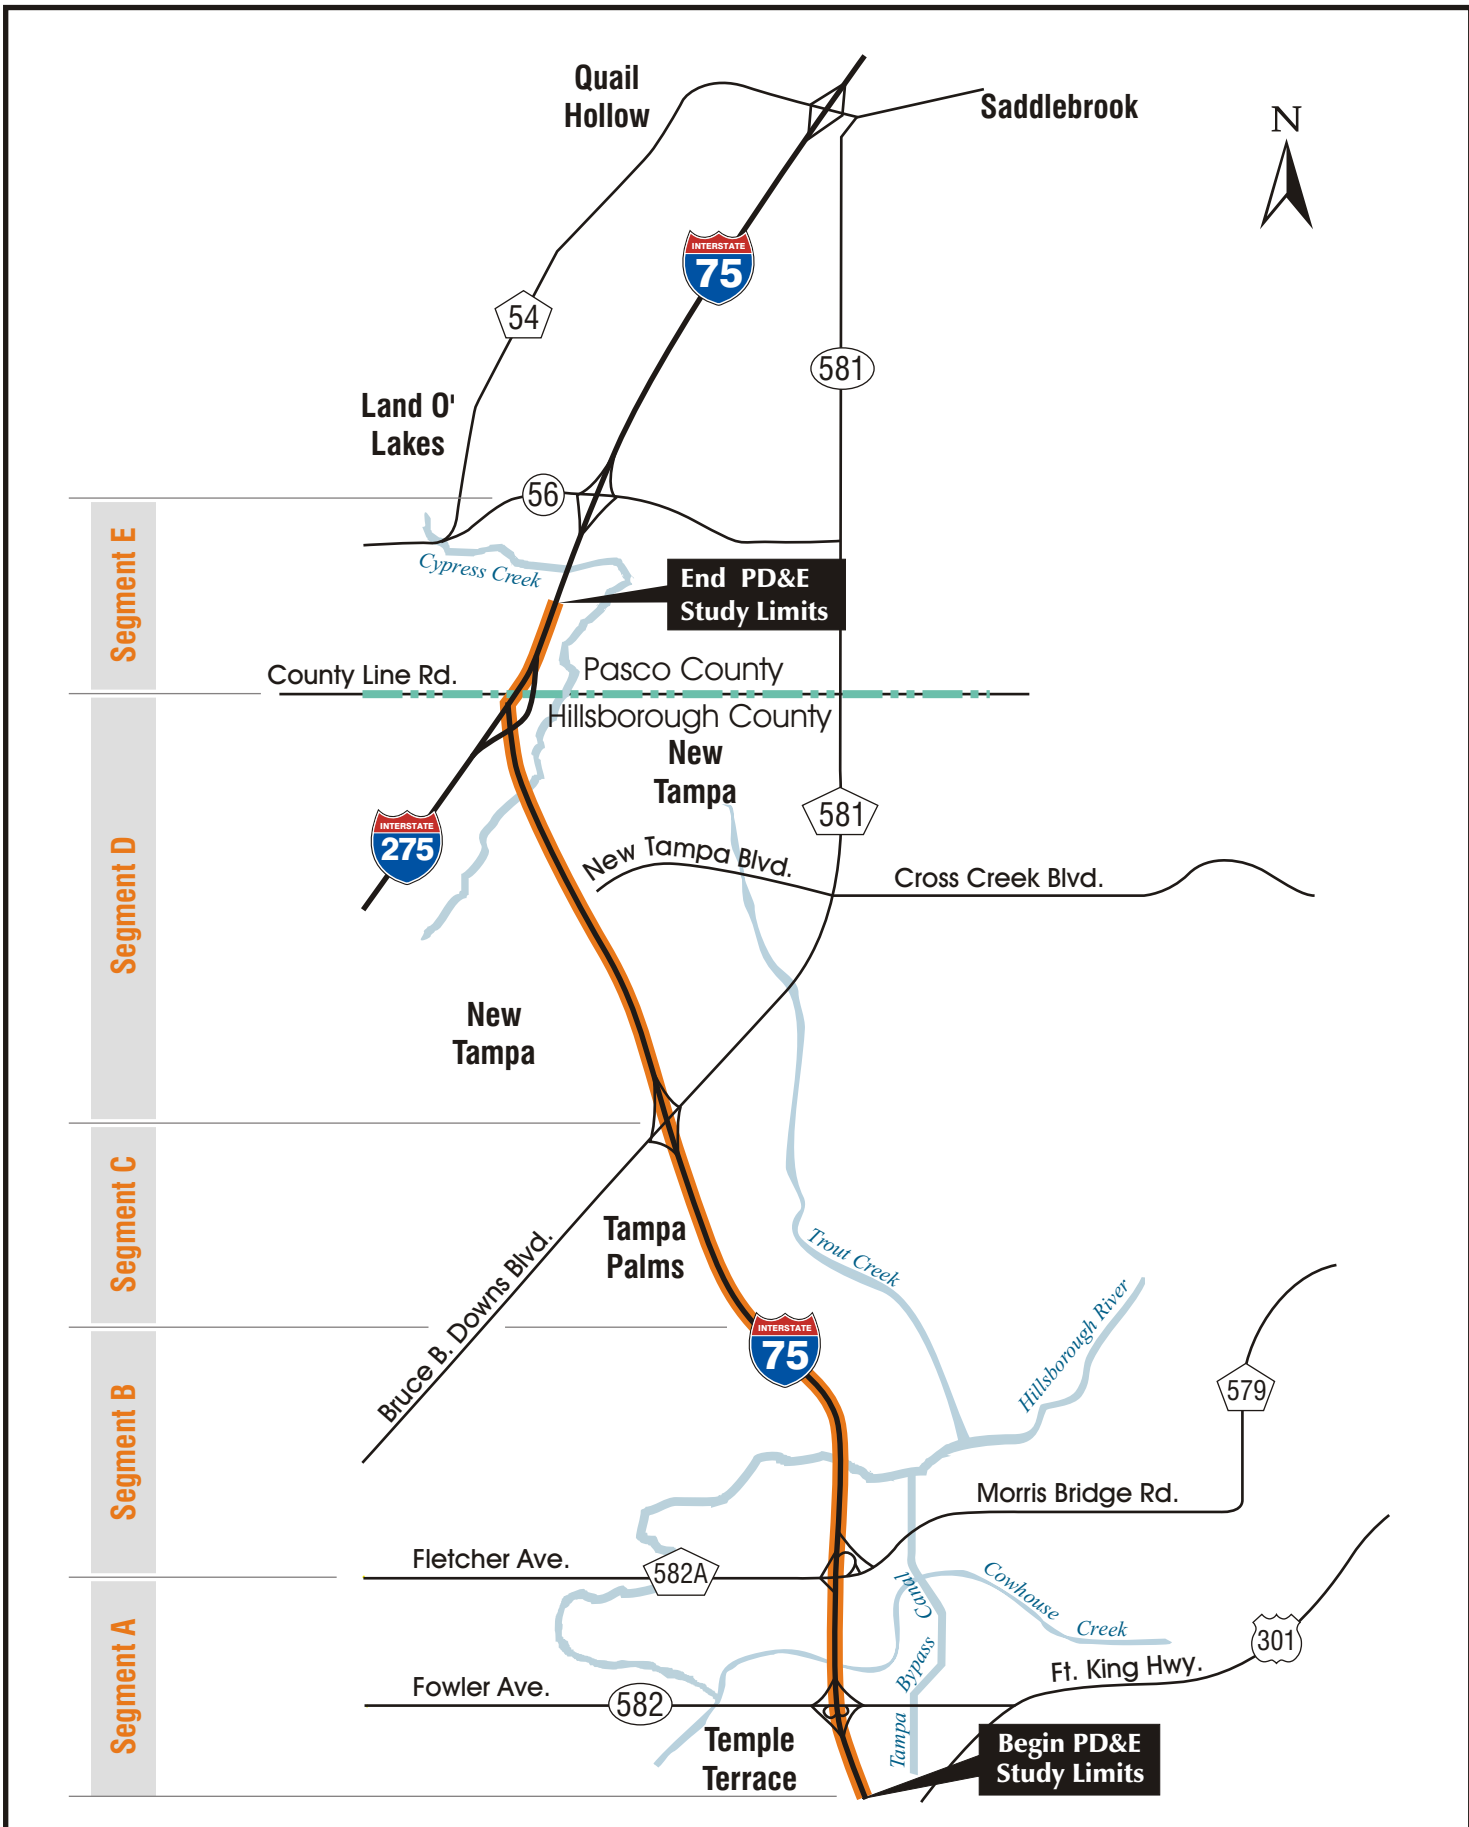 Quail
Hollow
Saddlebrook
N
INTERSTATE
75
54
581
Land O'
Lakes
56
Segment E
Cypress Creek
End PD&E
Study Limits
County Line Rd.
Pasco County
Hillsborough County
New
Tampa
581
INTERSTATE
275
New Tampa Blvd.
Cross Creek Blvd.
Segment D
New
Tampa
Segment C
Tampa
Palms
Trout Creek
Bruce B. Downs Blvd.
INTERSTATE
75
Hillsborough River
579
Segment B
Morris Bridge Rd.
Fletcher Ave.
582A
Cowhouse Creek
Tampa Bypass Canal
301
Ft. King Hwy.
Segment A
Fowler Ave.
582
Temple
Terrace
Begin PD&E
Study Limits